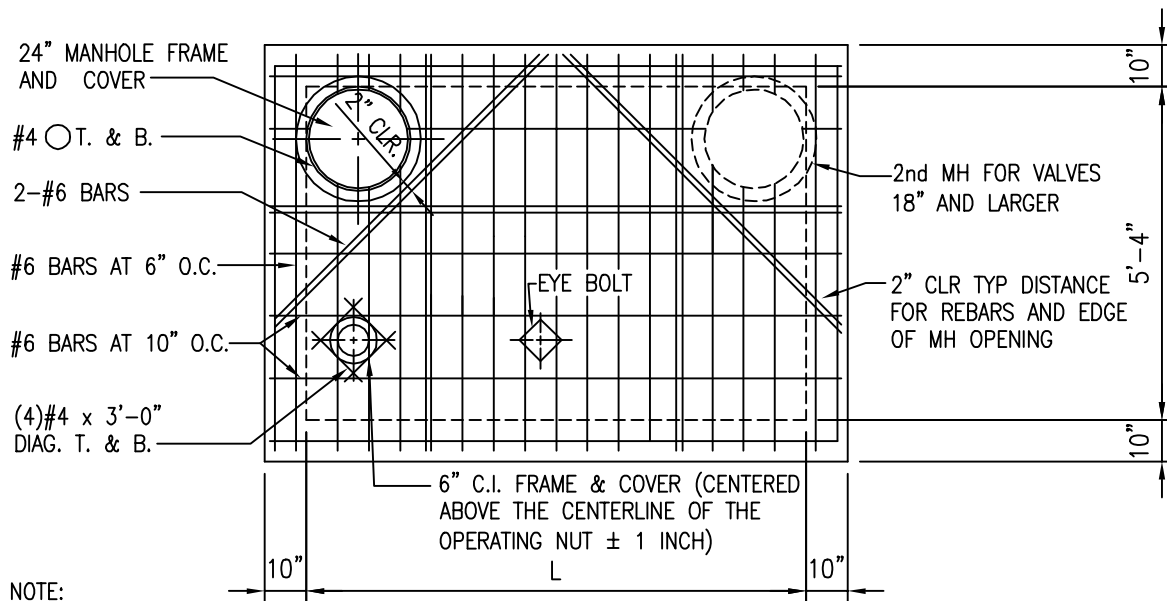 24" MANHOLE FRAME
AND COVER
#4 ◯ T. & B.
2-#6 BARS
#6 BARS AT 6" O.C.
#6 BARS AT 10" O.C.
(4)#4 x 3'-0"
DIAG. T. & B.
2" CLR.
EYE BOLT
6" C.I. FRAME & COVER (CENTERED
ABOVE THE CENTERLINE OF THE
OPERATING NUT ± 1 INCH)
2nd MH FOR VALVES
18" AND LARGER
2" CLR TYP DISTANCE
FOR REBARS AND EDGE
OF MH OPENING
10"
5'-4"
10"
10"
L
10"
NOTE: